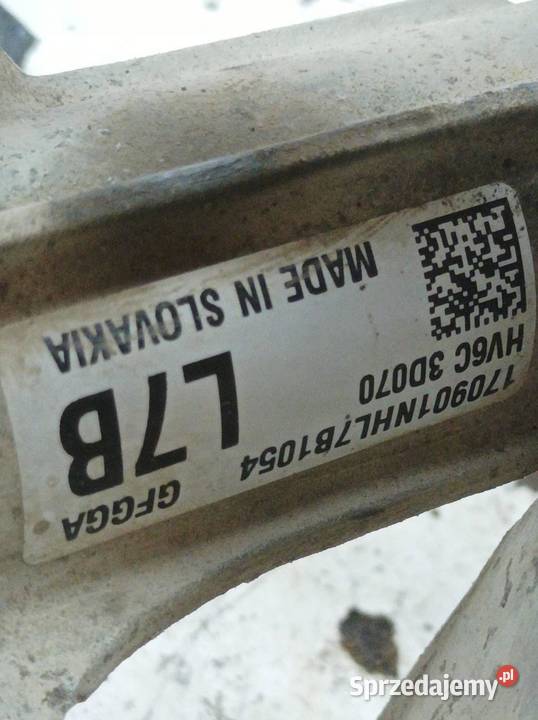 170901NHL7B1054
HV6C 3D070
GFGGA
L7B
MADE IN SLOVAKIA
Sprzedajemy.pl